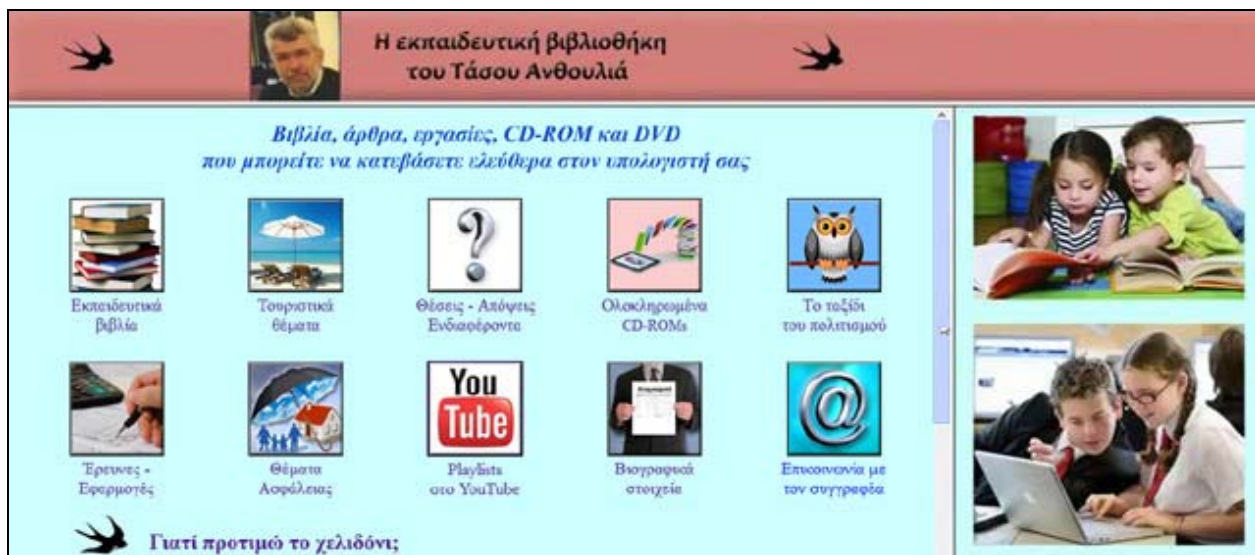 Η εκπαιδευτική βιβλιοθήκη
του Τάσου Ανθουλιά
Βιβλία, άρθρα, εργασίες, CD-ROM και DVD
που μπορείτε να κατεβάσετε ελεύθερα στον υπολογιστή σας
Εκπαιδευτικά
βιβλία
Τουριστικά
θέματα
Θέσεις - Απόψεις
Ενδιαφέροντα
Ολοκληρωμένα
CD-ROMs
Το ταξίδι
του πολιτισμού
You
Tube
@
Έρευνες -
Εφαρμογές
Θέματα
Ασφάλειας
Playlists
στο YouTube
Βιογραφικά
στοιχεία
Επικοινωνία με
τον συγγραφέα
Γιατί προτιμώ το χελιδόνι;